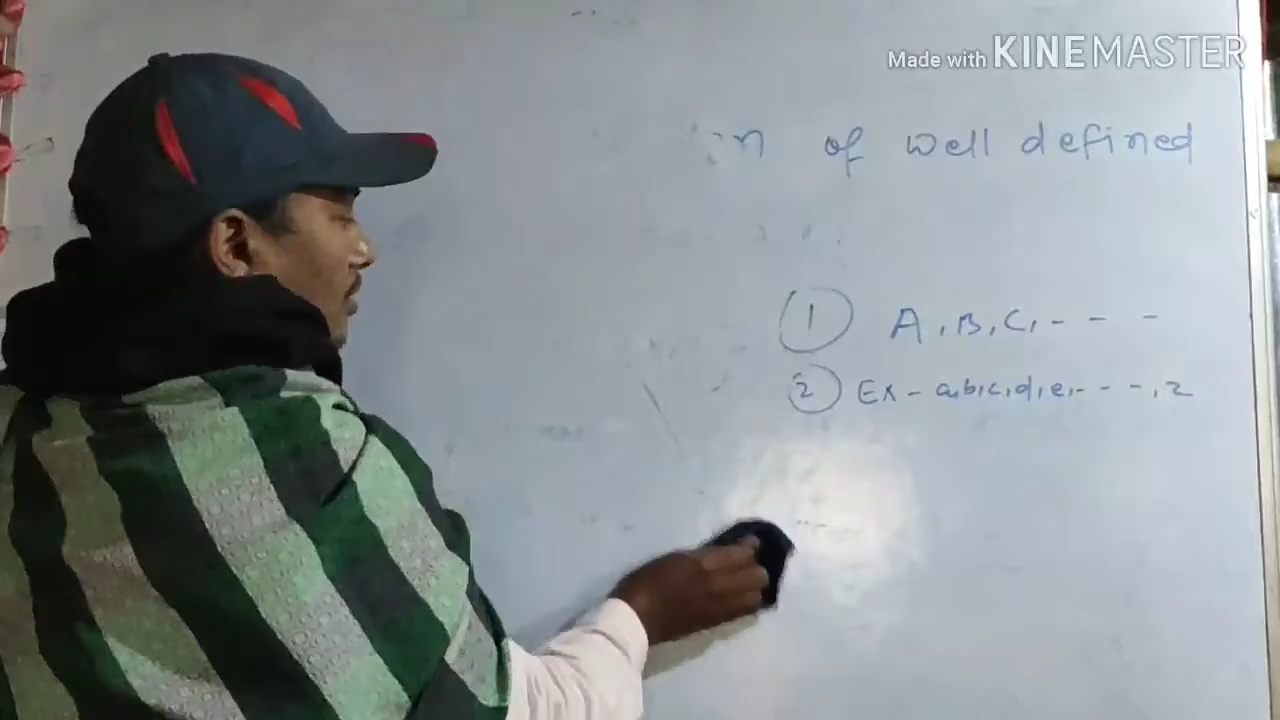 Made with KINEMASTER
of well defined
① A, B, C, - - -
② Ex - a,b,c,d,e,- - - -, z